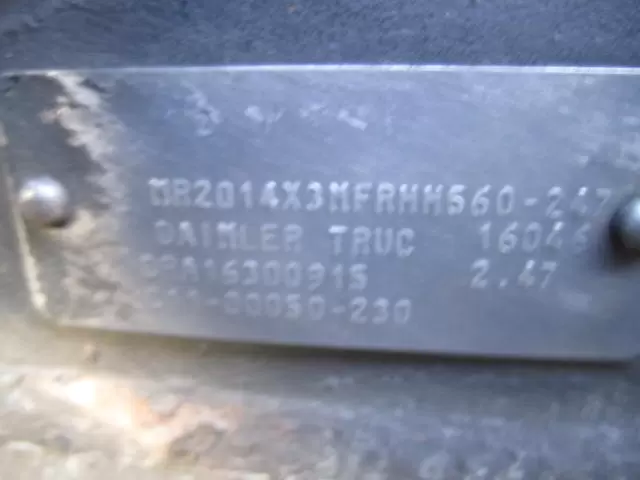 MR2014X3MFRHH560-247
DAIMLER TRUC 16046
2.47
-230